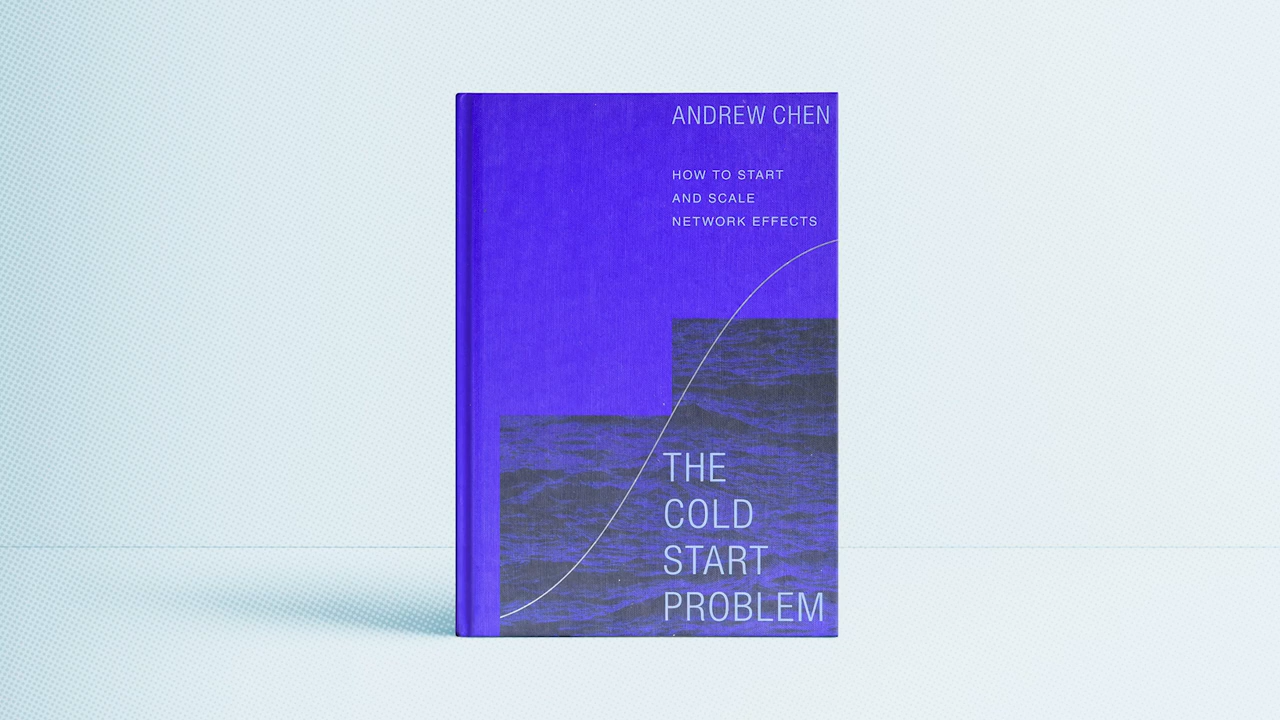 ANDREW CHEN
HOW TO START
AND SCALE
NETWORK EFFECTS
THE
COLD
START
PROBLEM